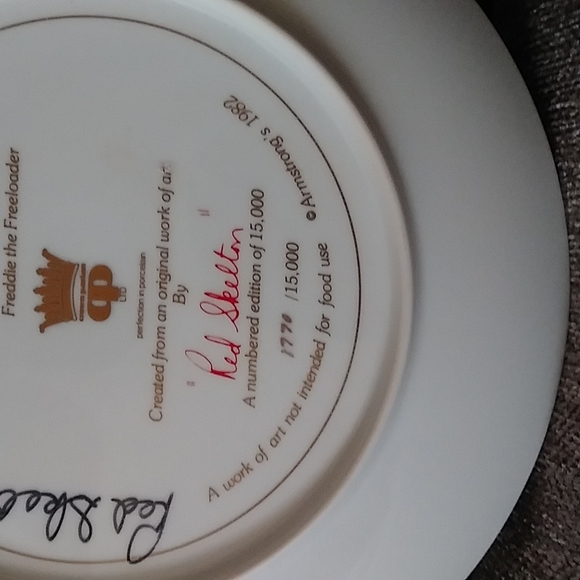 Freddie the Freeloader
LTD
perfection in porcelain
Created from an original work of art
By
"Red Skelton"
A numbered edition of 15,000
1770 /15,000
A work of art not intended for food use
© Armstrong's 1982
Red Skel